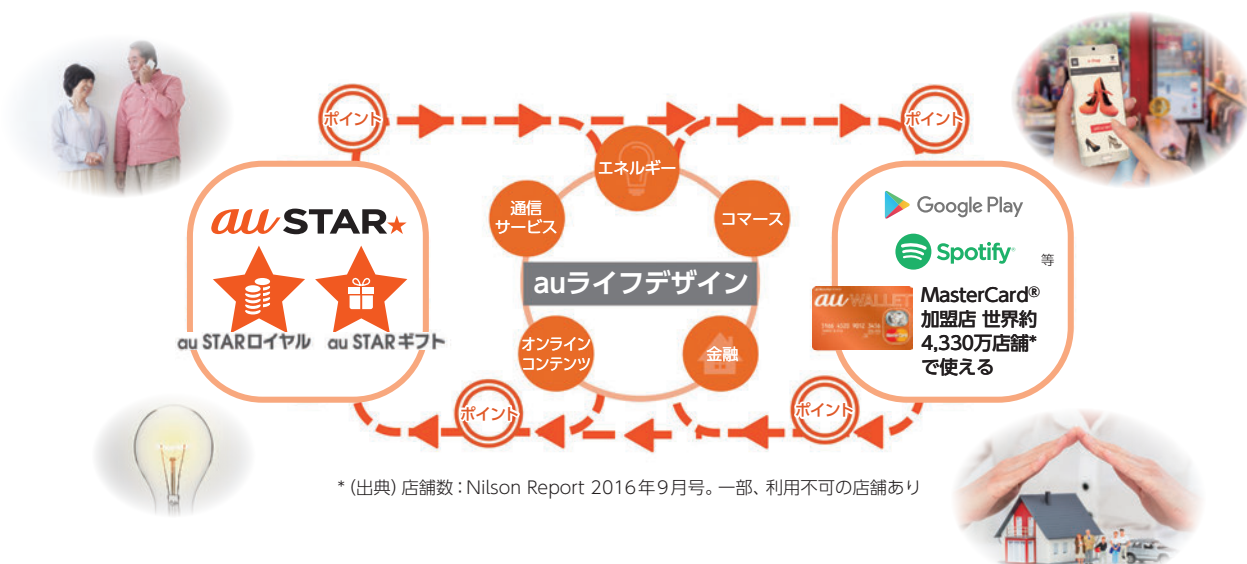 ポイント
ポイント
エネルギー
通信
サービス
コマース
au STAR★
au STARロイヤル
au STARギフト
auライフデザイン
オンライン
コンテンツ
金融
Google Play
Spotify®
等
au WALLET
MasterCard®
加盟店 世界約
4,330万店舗*
で使える
ポイント
ポイント
* (出典) 店舗数：Nilson Report 2016年9月号。一部、利用不可の店舗あり